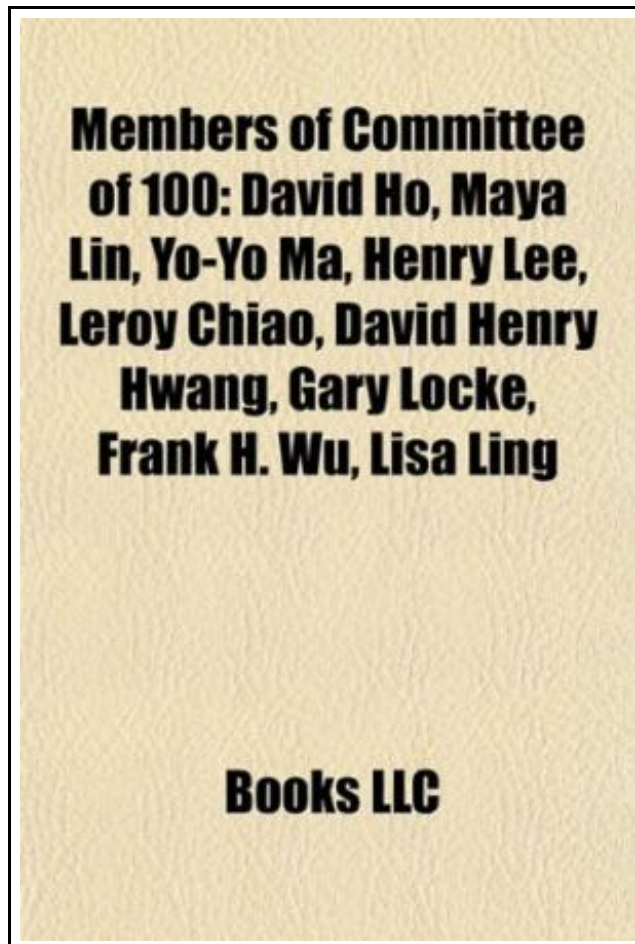 Members of Committee
of 100: David Ho, Maya
Lin, Yo-Yo Ma, Henry Lee,
Leroy Chiao, David Henry
Hwang, Gary Locke,
Frank H. Wu, Lisa Ling
Books LLC